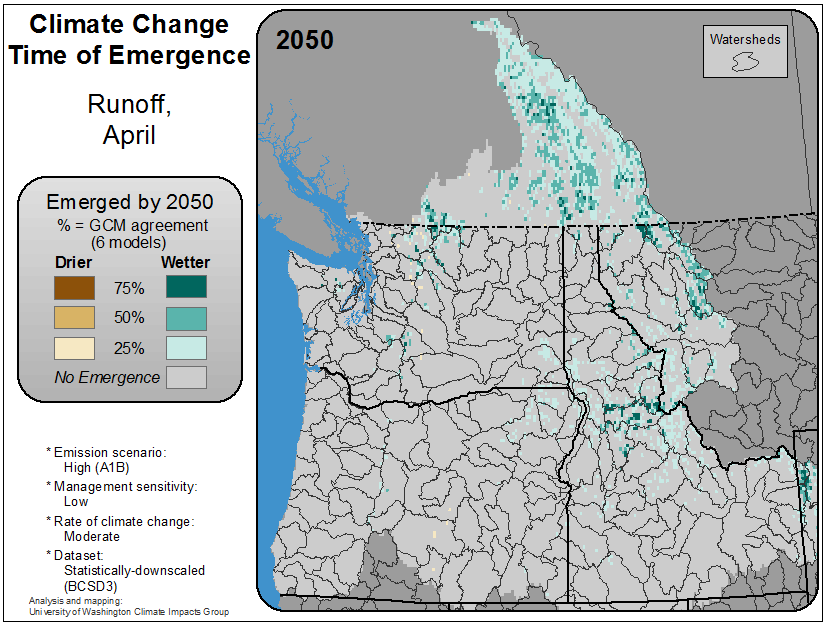 Climate Change
Time of Emergence
Runoff,
April
Emerged by 2050
% = GCM agreement
(6 models)
Drier Wetter
75%
50%
25%
No Emergence
* Emission scenario:
High (A1B)
* Management sensitivity:
Low
* Rate of climate change:
Moderate
* Dataset:
Statistically-downscaled
(BCSD3)
Analysis and mapping:
University of Washington Climate Impacts Group
2050
Watersheds